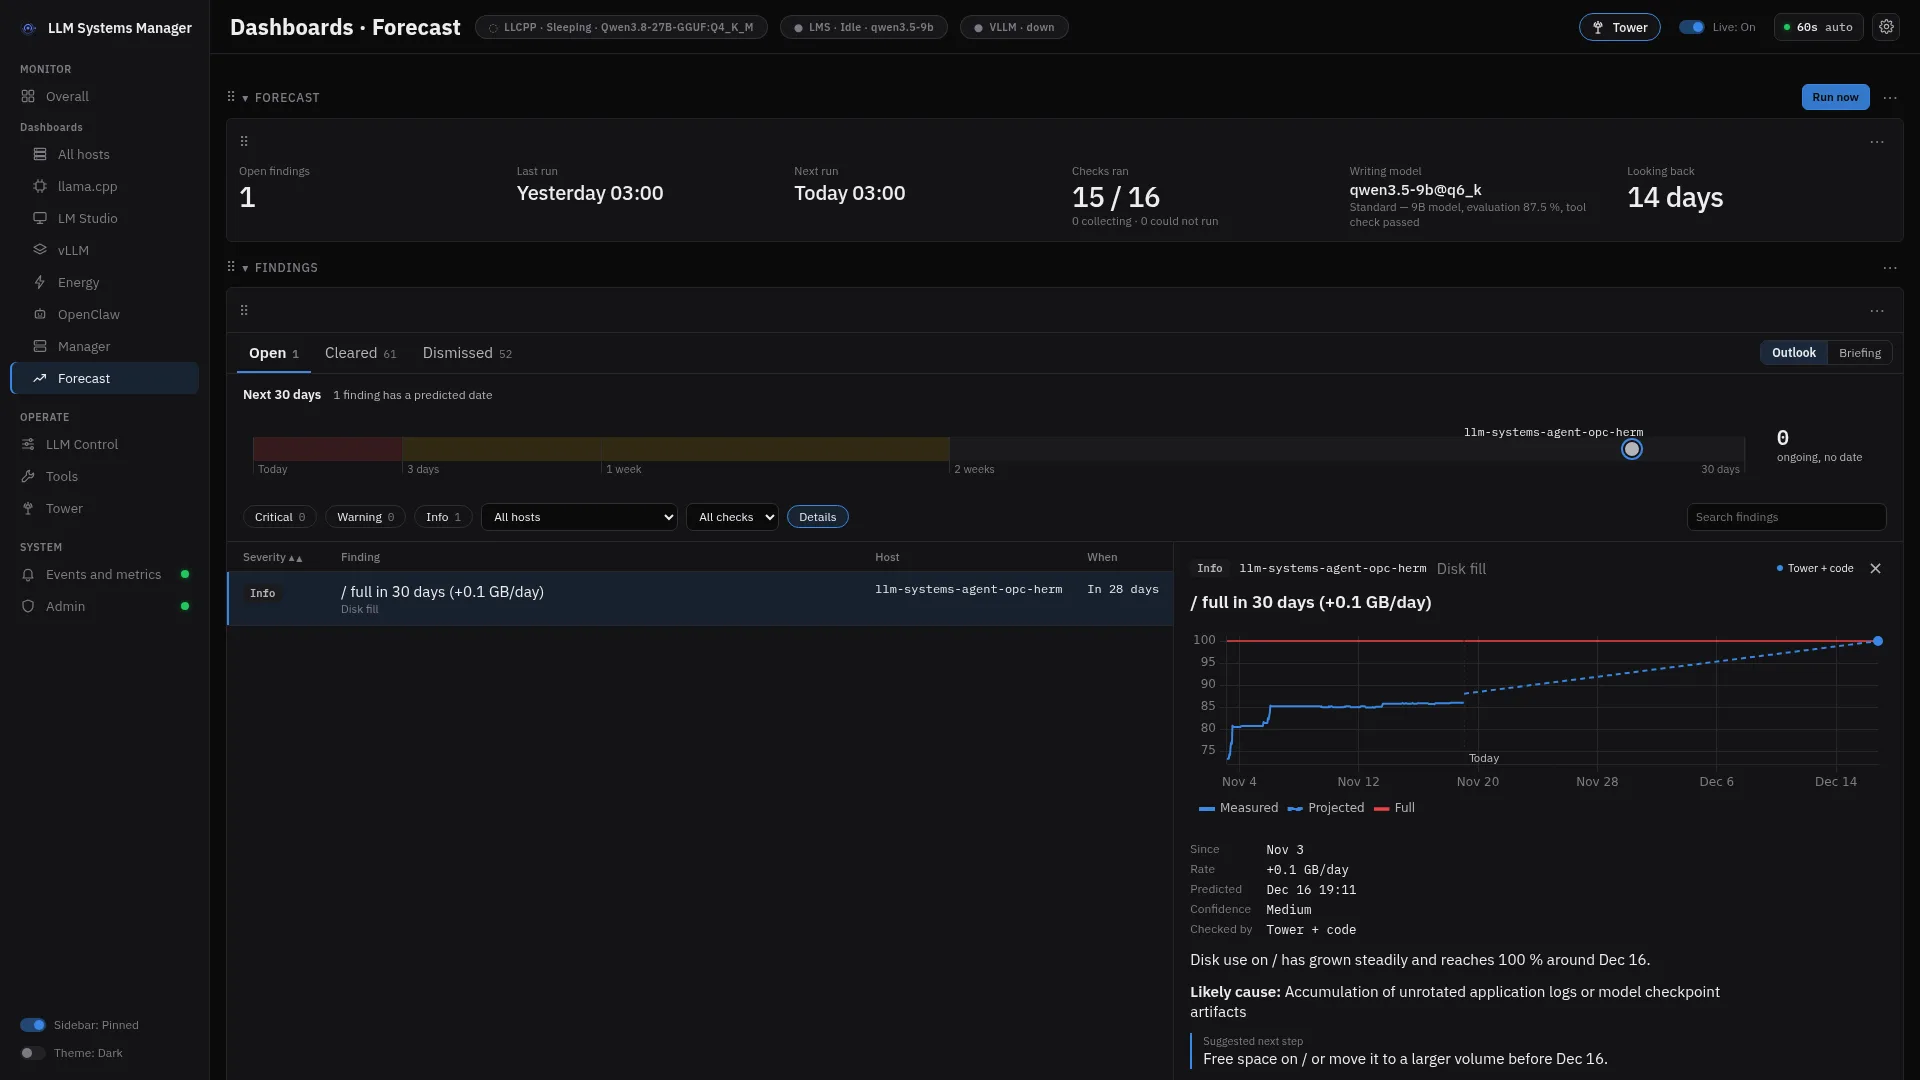 LLM Systems Manager
MONITOR
Overall
Dashboards
All hosts
llama.cpp
LM Studio
vLLM
Energy
OpenClaw
Manager
Forecast
OPERATE
LLM Control
Tools
Tower
SYSTEM
Events and metrics
Admin
Sidebar: Pinned
Theme: Dark
Dashboards · Forecast
LLCPP · Sleeping · Qwen3.8-27B-GGUF:Q4_K_M
LMS · Idle · qwen3.5-9b
VLLM · down
Tower
Live: On
60s auto
FORECAST
Run now
Open findings
1
Last run
Yesterday 03:00
Next run
Today 03:00
Checks ran
15 / 16
0 collecting · 0 could not run
Writing model
qwen3.5-9b@q6_k
Standard — 9B model, evaluation 87.5 %, tool
check passed
Looking back
14 days
FINDINGS
Open 1
Cleared 61
Dismissed 52
Outlook
Briefing
Next 30 days 1 finding has a predicted date
llm-systems-agent-opc-herm
Today
3 days
1 week
2 weeks
30 days
0
ongoing, no date
Critical 0
Warning 0
Info 1
All hosts
All checks
Details
Search findings
Severity
Finding
Host
When
Info
/ full in 30 days (+0.1 GB/day)
Disk fill
llm-systems-agent-opc-herm
In 28 days
Info llm-systems-agent-opc-herm Disk fill
Tower + code
/ full in 30 days (+0.1 GB/day)
100
95
90
85
80
75
Today
Nov 4
Nov 12
Nov 20
Nov 28
Dec 6
Dec 14
Measured
Projected
Full
Since Nov 3
Rate +0.1 GB/day
Predicted Dec 16 19:11
Confidence Medium
Checked by Tower + code
Disk use on / has grown steadily and reaches 100 % around Dec 16.
Likely cause: Accumulation of unrotated application logs or model checkpoint
artifacts
Suggested next step
Free space on / or move it to a larger volume before Dec 16.